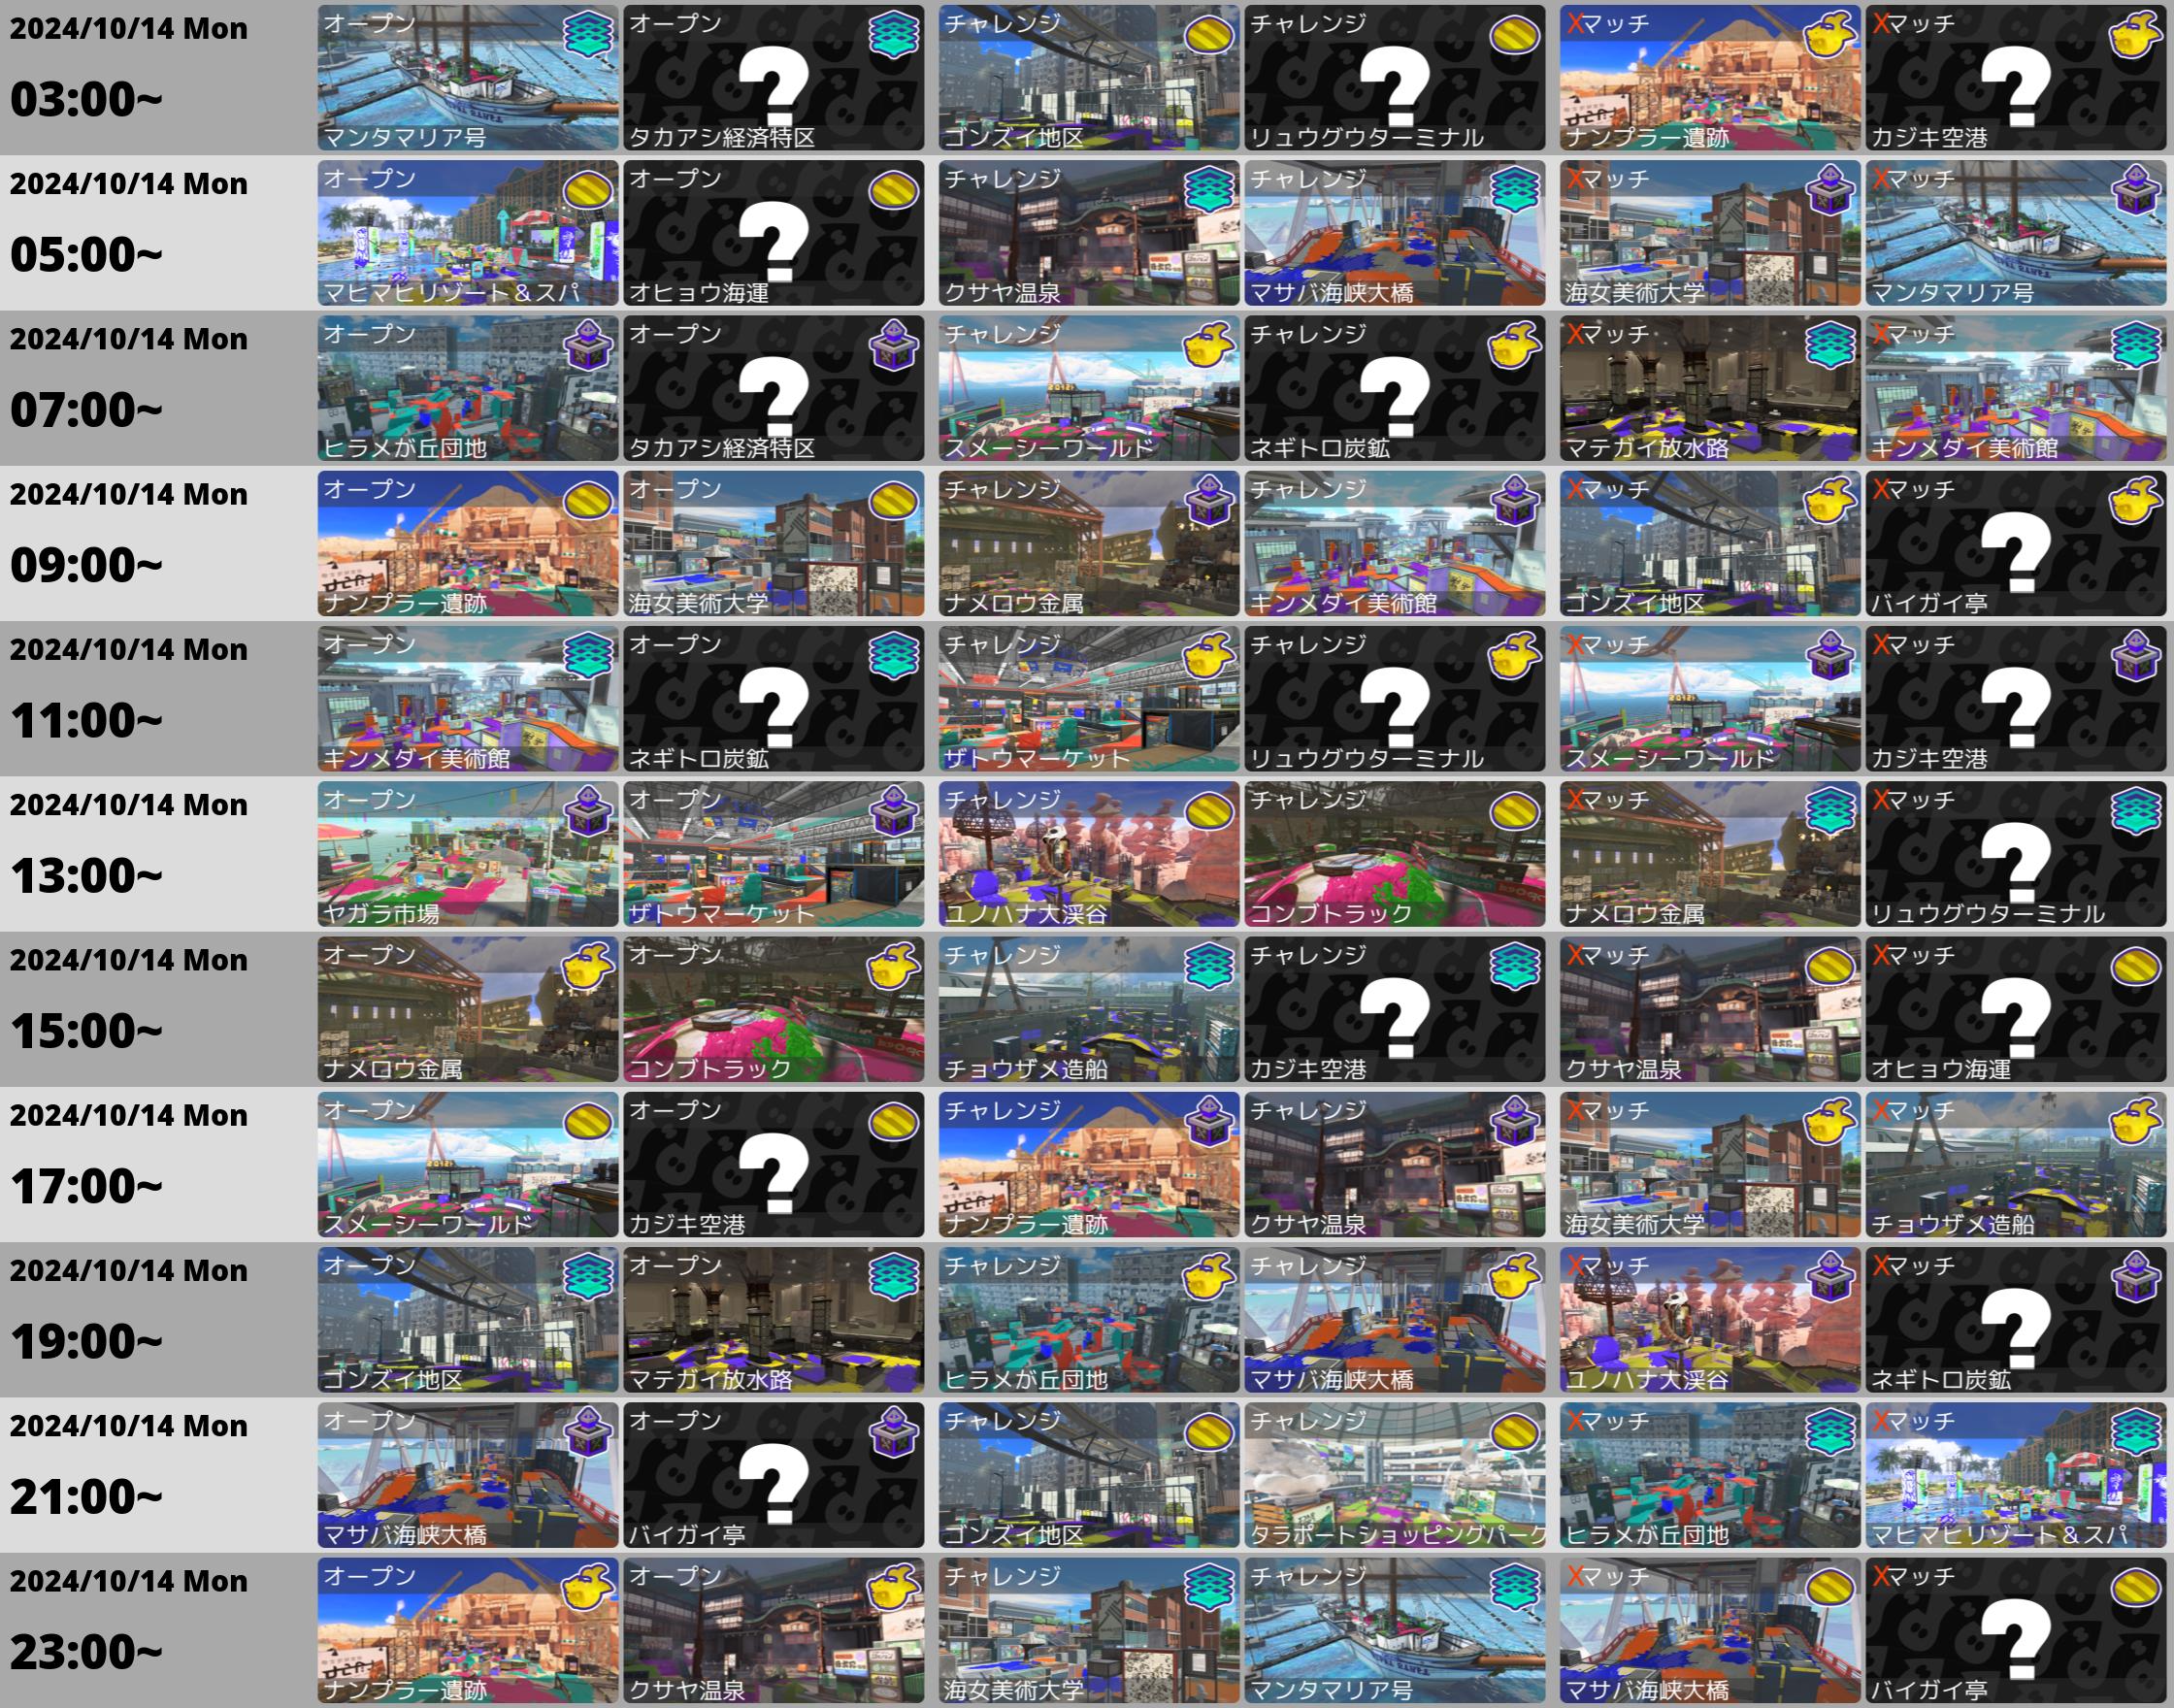 2024/10/14 Mon
03:00~
オープン
マンタマリア号
オープン
タカアシ経済特区
チャレンジ
ゴンズイ地区
チャレンジ
リュウグウターミナル
Xマッチ
ナンプラー遺跡
Xマッチ
カジキ空港
2024/10/14 Mon
05:00~
オープン
マヒマヒリゾート&スパ
オープン
オヒョウ海運
チャレンジ
クサヤ温泉
チャレンジ
マサバ海峡大橋
Xマッチ
海女美術大学
Xマッチ
マンタマリア号
2024/10/14 Mon
07:00~
オープン
ヒラメが丘団地
オープン
タカアシ経済特区
チャレンジ
スメーシーワールド
チャレンジ
ネギトロ炭鉱
Xマッチ
マテガイ放水路
Xマッチ
キンメダイ美術館
2024/10/14 Mon
09:00~
オープン
ナンプラー遺跡
オープン
海女美術大学
チャレンジ
ナメロウ金属
チャレンジ
キンメダイ美術館
Xマッチ
ゴンズイ地区
Xマッチ
バイガイ亭
2024/10/14 Mon
11:00~
オープン
キンメダイ美術館
オープン
ネギトロ炭鉱
チャレンジ
ザトウマーケット
チャレンジ
リュウグウターミナル
Xマッチ
スメーシーワールド
Xマッチ
カジキ空港
2024/10/14 Mon
13:00~
オープン
ヤガラ市場
オープン
ザトウマーケット
チャレンジ
ユノハナ大渓谷
チャレンジ
コンブトラック
Xマッチ
ナメロウ金属
Xマッチ
リュウグウターミナル
2024/10/14 Mon
15:00~
オープン
ナメロウ金属
オープン
コンブトラック
チャレンジ
チョウザメ造船
チャレンジ
カジキ空港
Xマッチ
クサヤ温泉
Xマッチ
オヒョウ海運
2024/10/14 Mon
17:00~
オープン
スメーシーワールド
オープン
カジキ空港
チャレンジ
ナンプラー遺跡
チャレンジ
クサヤ温泉
Xマッチ
海女美術大学
Xマッチ
チョウザメ造船
2024/10/14 Mon
19:00~
オープン
ゴンズイ地区
オープン
マテガイ放水路
チャレンジ
ヒラメが丘団地
チャレンジ
マサバ海峡大橋
Xマッチ
ユノハナ大渓谷
Xマッチ
ネギトロ炭鉱
2024/10/14 Mon
21:00~
オープン
マサバ海峡大橋
オープン
バイガイ亭
チャレンジ
ゴンズイ地区
チャレンジ
タラポートショッピングパーク
Xマッチ
ヒラメが丘団地
Xマッチ
マヒマヒリゾート&スパ
2024/10/14 Mon
23:00~
オープン
ナンプラー遺跡
オープン
クサヤ温泉
チャレンジ
海女美術大学
チャレンジ
マンタマリア号
Xマッチ
マサバ海峡大橋
Xマッチ
バイガイ亭